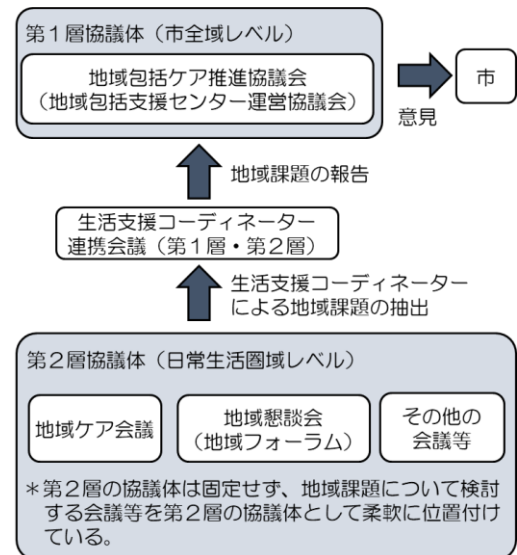 第1層協議体（市全域レベル）
地域包括ケア推進協議会
（地域包括支援センター運営協議会）
市
意見
地域課題の報告
生活支援コーディネーター
連携会議（第1層・第2層）
生活支援コーディネーター
による地域課題の抽出
第2層協議体（日常生活圏域レベル）
地域ケア会議
地域懇談会
（地域フォーラム）
その他の
会議等
＊第2層の協議体は固定せず、地域課題について検討
する会議等を第2層の協議体として柔軟に位置付け
ている。